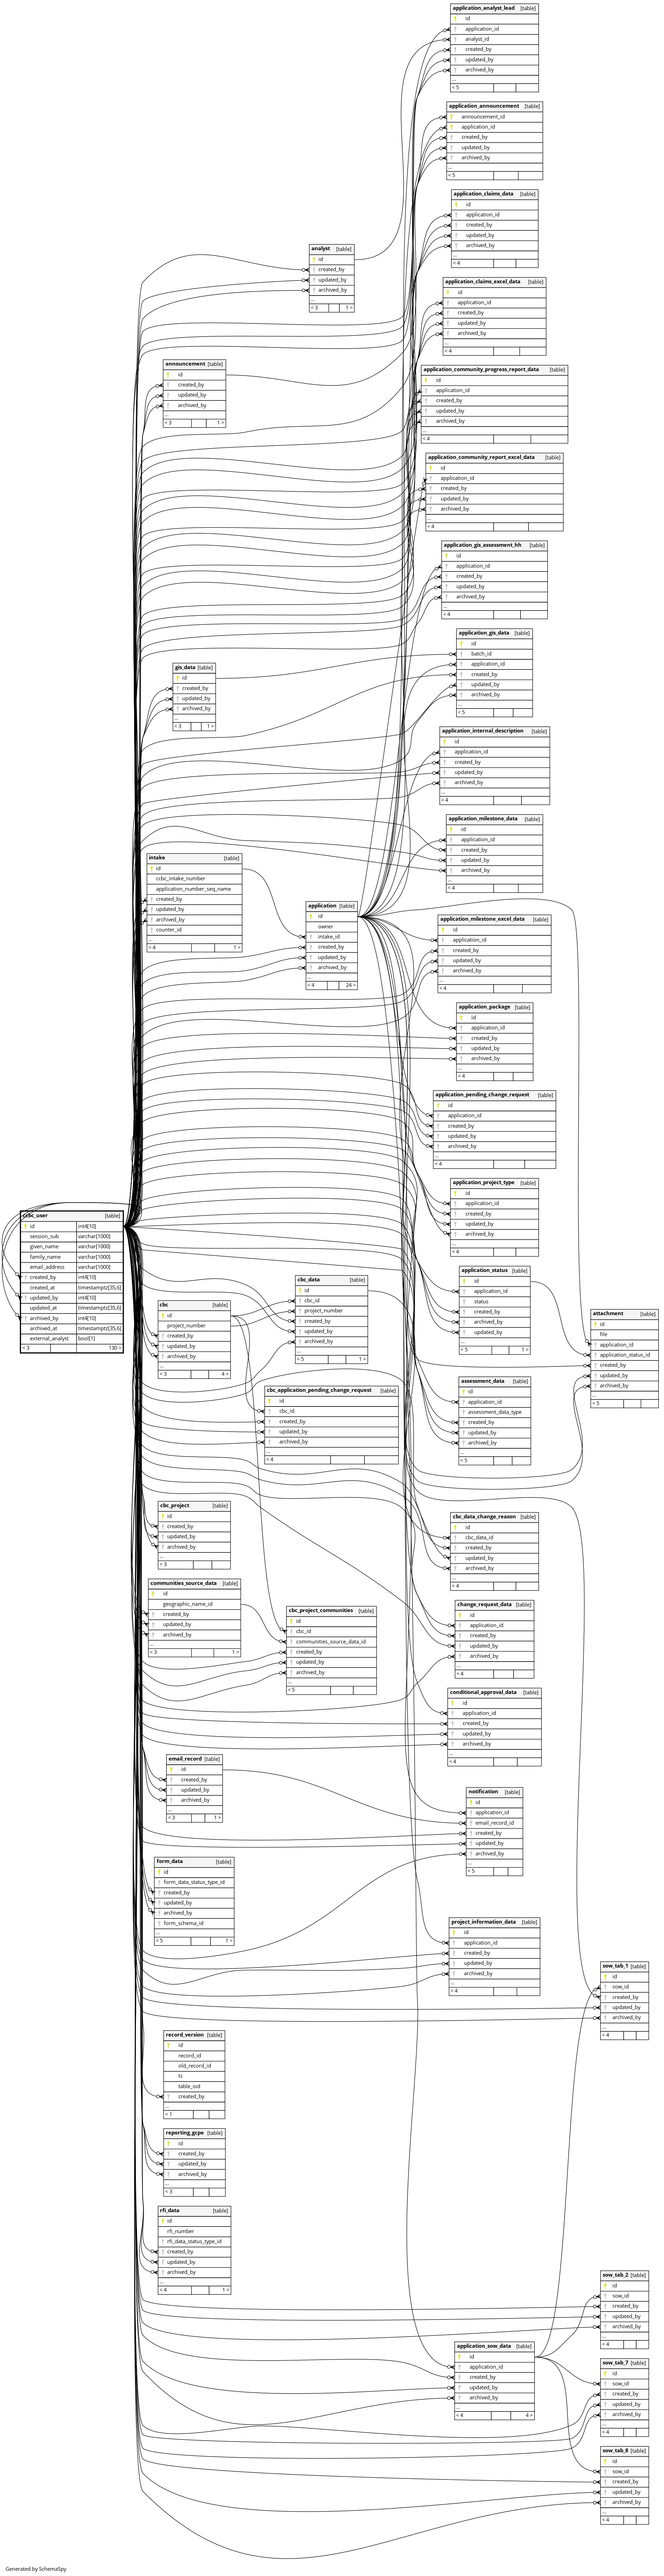 application_analyst_lead [table]
id
application_id
analyst_id
created_by
updated_by
archived_by
...
< 5
application_announcement [table]
announcement_id
application_id
created_by
updated_by
archived_by
...
< 5
application_claims_data [table]
id
application_id
created_by
updated_by
archived_by
...
< 4
analyst [table]
id
created_by
updated_by
archived_by
...
< 3 1 >
application_claims_excel_data [table]
id
application_id
created_by
updated_by
archived_by
...
< 4
announcement [table]
id
created_by
updated_by
archived_by
...
< 3 1 >
application_community_progress_report_data [table]
id
application_id
created_by
updated_by
archived_by
...
< 4
application_community_report_excel_data [table]
id
application_id
created_by
updated_by
archived_by
...
< 4
application_gis_assessment_hh [table]
id
application_id
created_by
updated_by
archived_by
...
< 4
application_gis_data [table]
id
batch_id
application_id
created_by
updated_by
archived_by
...
< 5
gis_data [table]
id
created_by
updated_by
archived_by
...
< 3 1 >
application_internal_description [table]
id
application_id
created_by
updated_by
archived_by
...
< 4
application_milestone_data [table]
id
application_id
created_by
updated_by
archived_by
...
< 4
intake [table]
id
ccbc_intake_number
application_number_seq_name
created_by
updated_by
archived_by
counter_id
...
< 4 1 >
application [table]
id
owner
intake_id
created_by
updated_by
archived_by
...
< 4 24 >
application_milestone_excel_data [table]
id
application_id
created_by
updated_by
archived_by
...
< 4
application_package [table]
id
application_id
created_by
updated_by
archived_by
...
< 4
application_pending_change_request [table]
id
application_id
created_by
updated_by
archived_by
...
< 4
application_project_type [table]
id
application_id
created_by
updated_by
archived_by
...
< 4
ccbc_user [table]
id int4[10]
session_sub varchar[1000]
given_name varchar[1000]
family_name varchar[1000]
email_address varchar[1000]
created_by int4[10]
created_at timestamptz[35,6]
updated_by int4[10]
updated_at timestamptz[35,6]
archived_by int4[10]
archived_at timestamptz[35,6]
external_analyst bool[1]
< 3 130 >
application_status [table]
id
application_id
status
created_by
archived_by
updated_by
...
< 5 1 >
cbc_data [table]
id
cbc_id
project_number
created_by
updated_by
archived_by
...
< 5 1 >
cbc [table]
id
project_number
created_by
updated_by
archived_by
...
< 3 4 >
attachment [table]
id
file
application_id
application_status_id
created_by
updated_by
archived_by
...
< 5
assessment_data [table]
id
application_id
assessment_data_type
created_by
updated_by
archived_by
...
< 5
cbc_application_pending_change_request [table]
id
cbc_id
created_by
updated_by
archived_by
...
< 4
cbc_project [table]
id
created_by
updated_by
archived_by
...
< 3
cbc_data_change_reason [table]
id
cbc_data_id
created_by
updated_by
archived_by
...
< 4
communities_source_data [table]
id
geographic_name_id
created_by
updated_by
archived_by
...
< 3 1 >
cbc_project_communities [table]
id
cbc_id
communities_source_data_id
created_by
updated_by
archived_by
...
< 5
change_request_data [table]
id
application_id
created_by
updated_by
archived_by
...
< 4
conditional_approval_data [table]
id
application_id
created_by
updated_by
archived_by
...
< 4
email_record [table]
id
created_by
updated_by
archived_by
...
< 3 1 >
notification [table]
id
application_id
email_record_id
created_by
updated_by
archived_by
...
< 5
form_data [table]
id
form_data_status_type_id
created_by
updated_by
archived_by
form_schema_id
...
< 5 1 >
project_information_data [table]
id
application_id
created_by
updated_by
archived_by
...
< 4
sow_tab_1 [table]
id
sow_id
created_by
updated_by
archived_by
...
< 4
record_version [table]
id
record_id
old_record_id
ts
table_oid
created_by
...
< 1
reporting_gcpe [table]
id
created_by
updated_by
archived_by
...
< 3
rfi_data [table]
id
rfi_number
rfi_data_status_type_id
created_by
updated_by
archived_by
...
< 4 1 >
sow_tab_2 [table]
id
sow_id
created_by
updated_by
archived_by
...
< 4
application_sow_data [table]
id
application_id
created_by
updated_by
archived_by
...
< 4 4 >
sow_tab_7 [table]
id
sow_id
created_by
updated_by
archived_by
...
< 4
sow_tab_8 [table]
id
sow_id
created_by
updated_by
archived_by
...
< 4
Generated by SchemaSpy